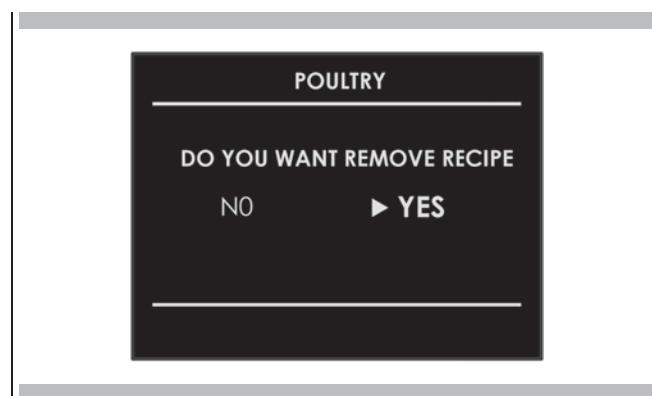 POULTRY
DO YOU WANT REMOVE RECIPE
N0 ▶ YES